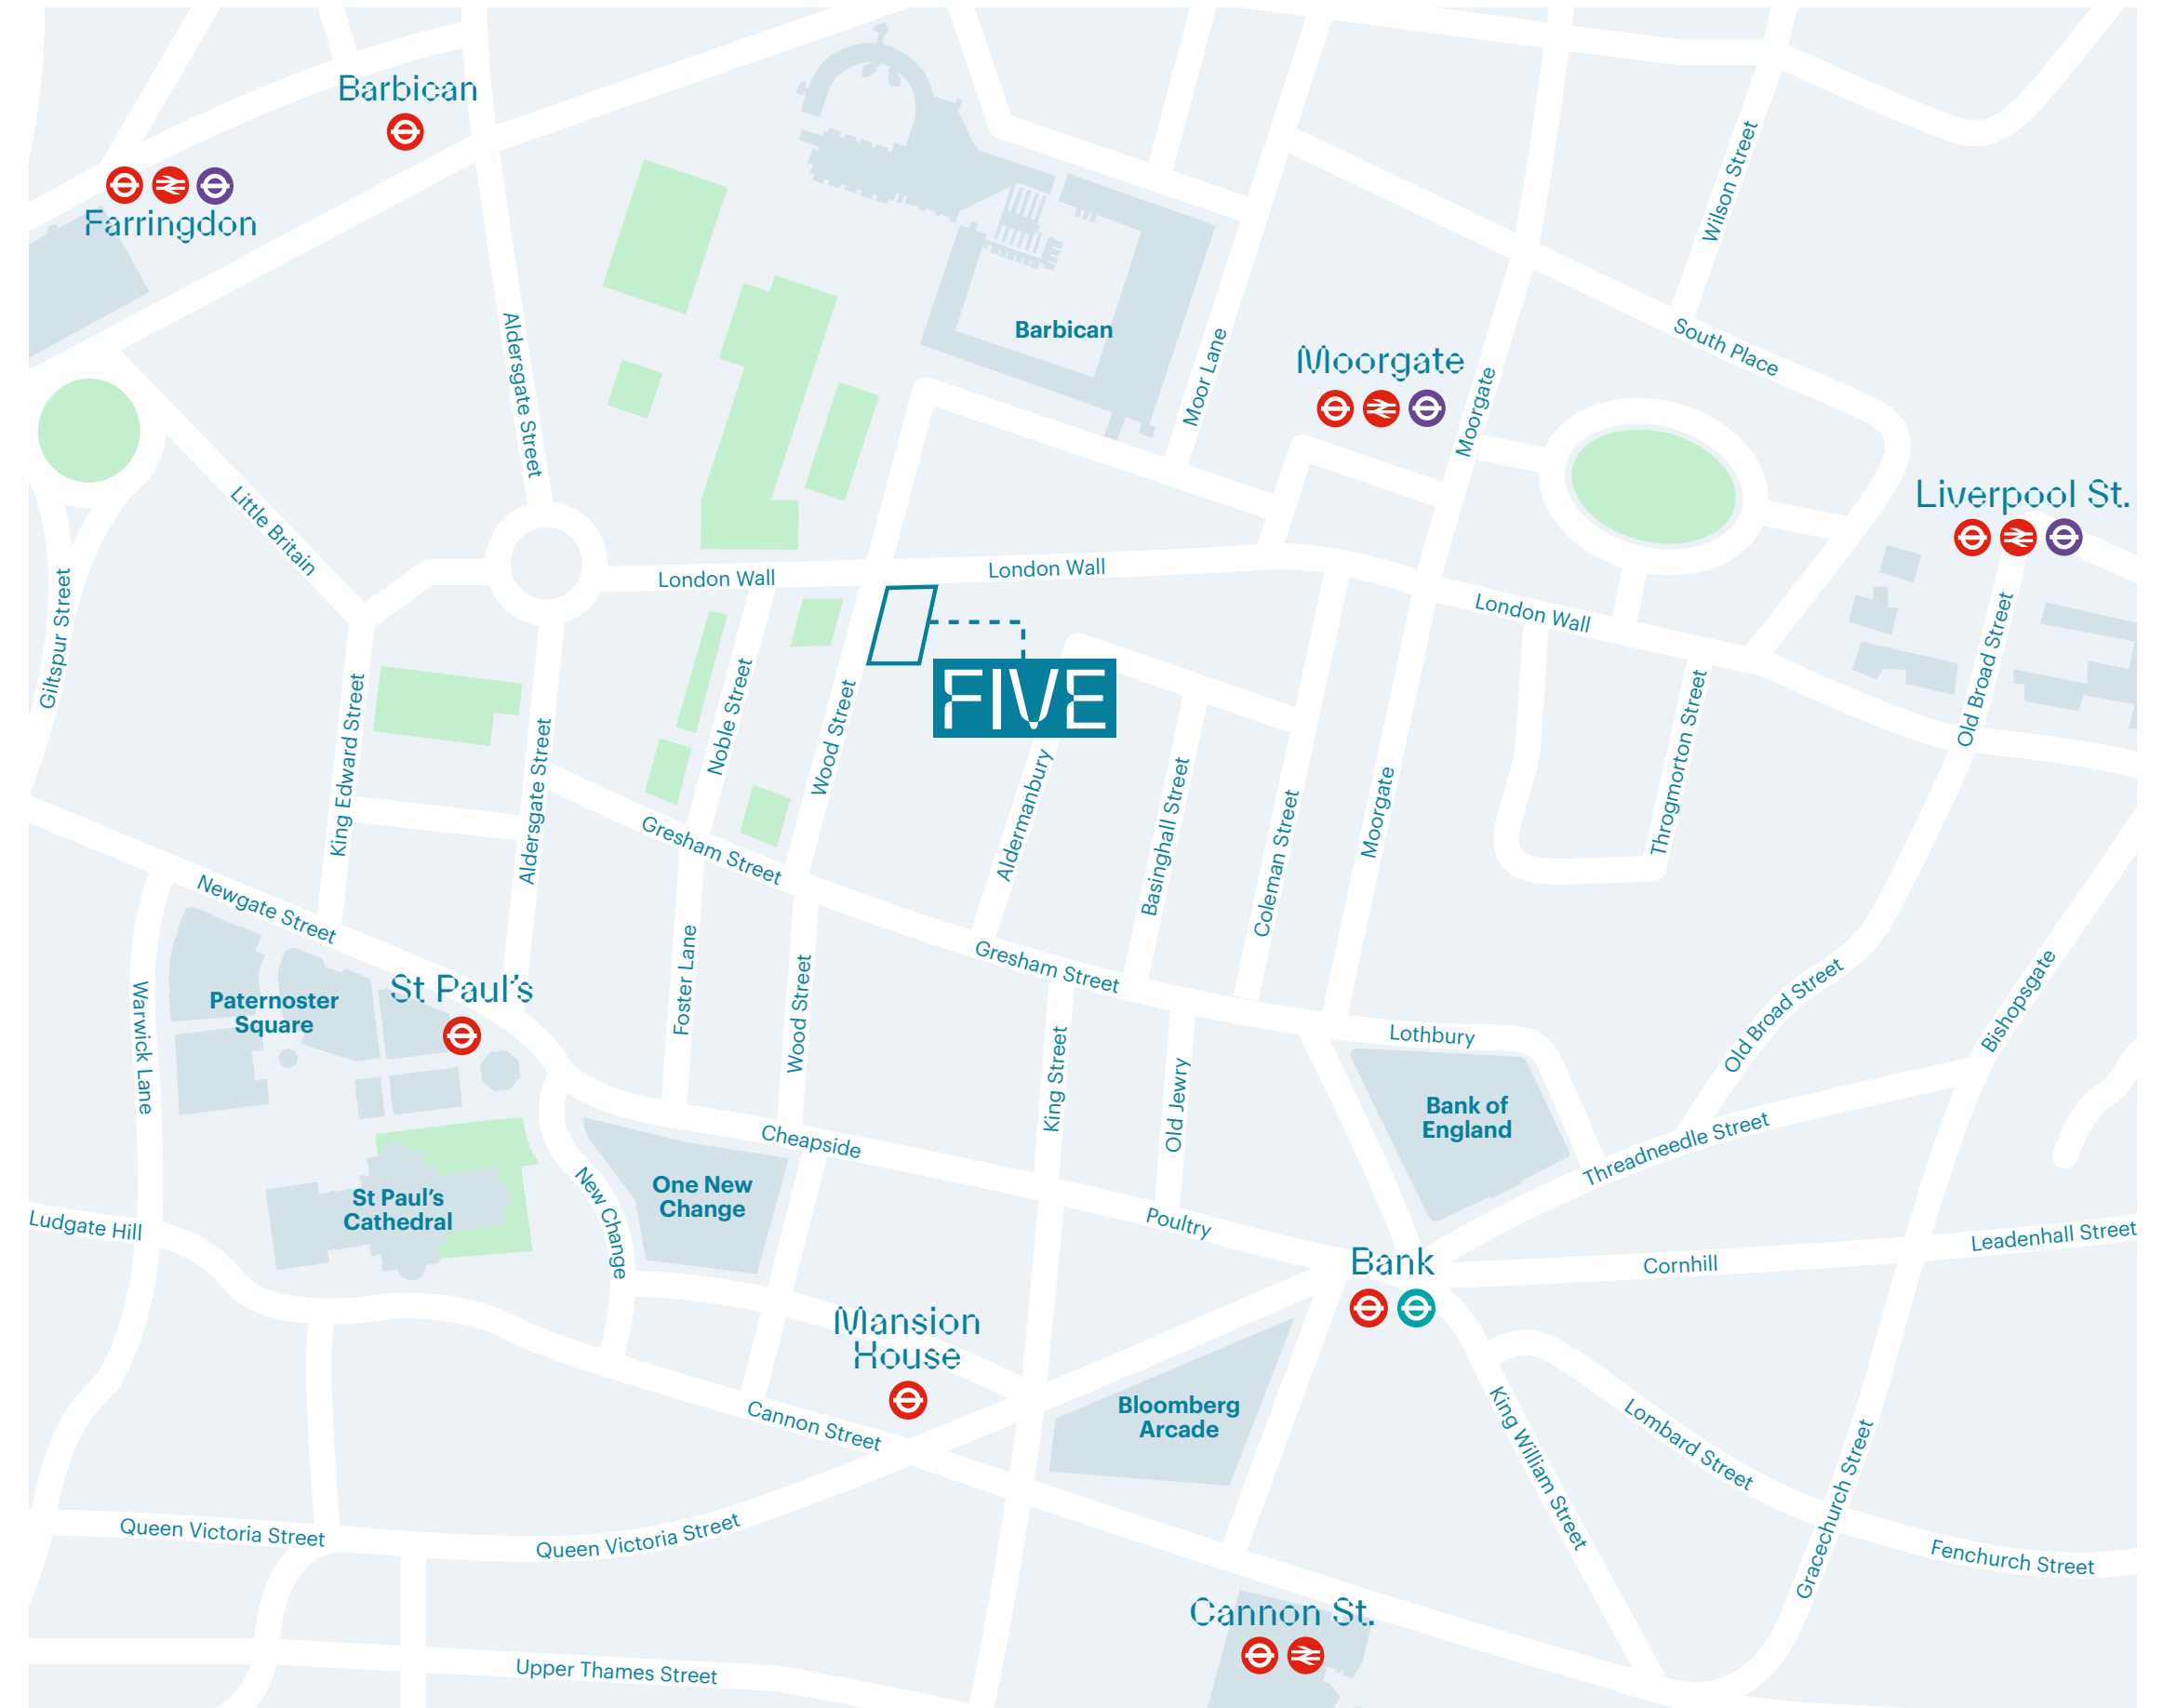 Barbican
Farringdon
Wilson Street
Aldersgate Street
Barbican
Moor Lane
Moorgate
Moorgate
South Place
Liverpool St.
Little Britain
London Wall
London Wall
London Wall
Giltspur Street
King Edward Street
Aldersgate Street
Noble Street
Wood Street
FIVE
Aldermanbury
Basinghall Street
Coleman Street
Moorgate
Throgmorton Street
Old Broad Street
Gresham Street
Newgate Street
Warwick Lane
Paternoster
Square
St Paul's
Foster Lane
Wood Street
Gresham Street
King Street
Old Jewry
Lothbury
Old Broad Street
Bishopsgate
Bank of
England
Threadneedle Street
Cheapside
One New
Change
New Change
St Paul's
Cathedral
Ludgate Hill
Poultry
Bank
Cornhill
Leadenhall Street
Mansion
House
Cannon Street
Bloomberg
Arcade
King William Street
Lombard Street
Gracechurch Street
Fenchurch Street
Queen Victoria Street
Queen Victoria Street
Cannon St.
Upper Thames Street